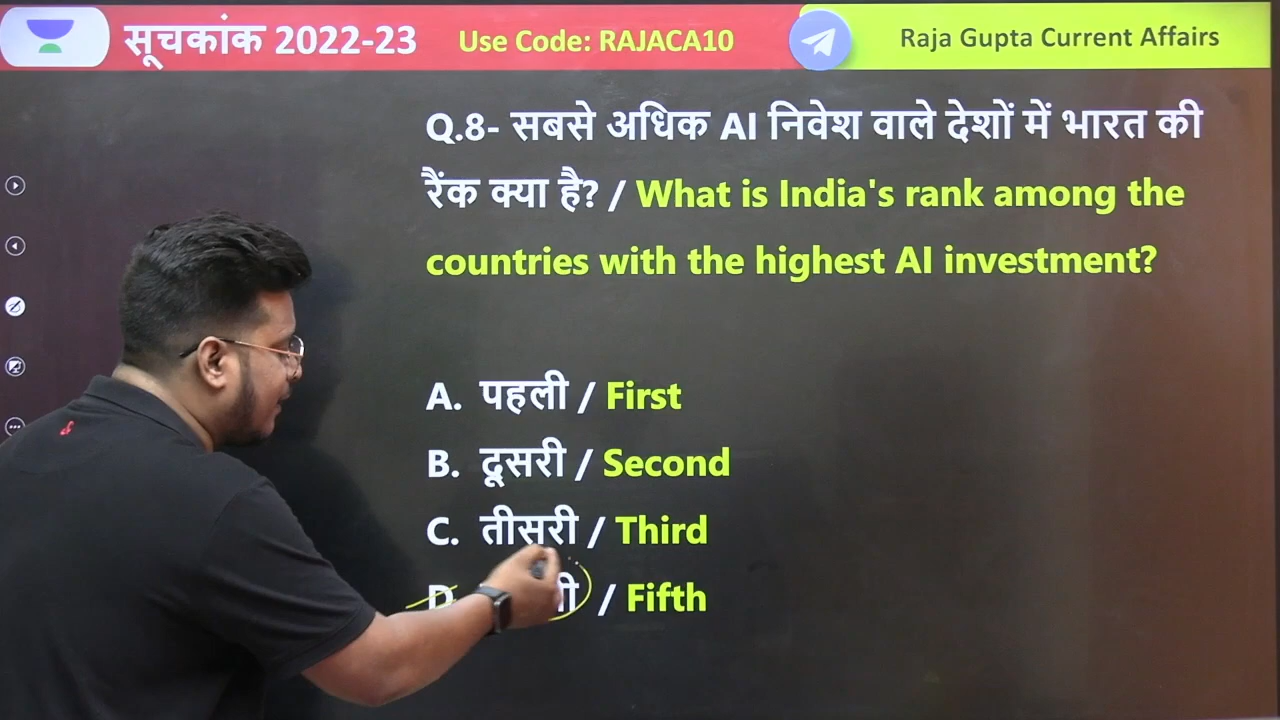 सूचकांक 2022-23
Use Code: RAJACA10
Raja Gupta Current Affairs
Q.8- सबसे अधिक AI निवेश वाले देशों में भारत की
रैंक क्या है? / What is India's rank among the
countries with the highest AI investment?
A. पहली / First
B. दूसरी / Second
C. तीसरी / Third
D. / Fifth